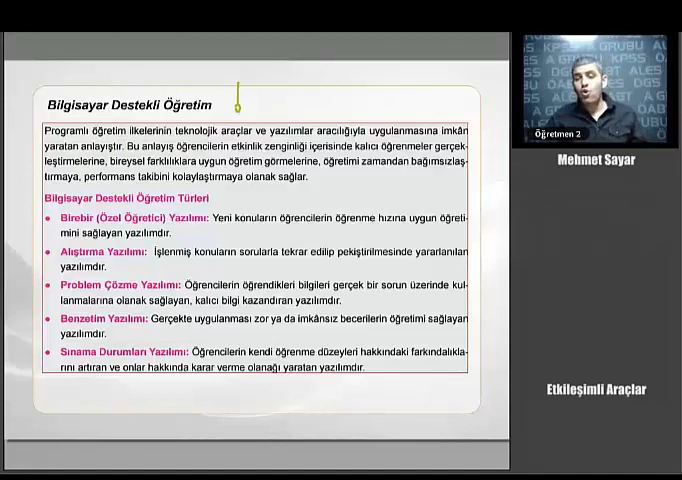 Bilgisayar Destekli Öğretim
Programlı öğretim ilkelerinin teknolojik araçlar ve yazılımlar aracılığıyla uygulanmasına imkân
yaratan anlayıştır. Bu anlayış öğrencilerin etkinlik zenginliği içerisinde kalıcı öğrenmeler gerçek-
leştirmelerine, bireysel farklılıklara uygun öğretim görmelerine, öğretimi zamandan bağımsızlaş-
tırmaya, performans takibini kolaylaştırmaya olanak sağlar.
Bilgisayar Destekli Öğretim Türleri
• Birebir (Özel Öğretici) Yazılımı: Yeni konuların öğrencilerin öğrenme hızına uygun öğreti-
mini sağlayan yazılımdır.
• Alıştırma Yazılımı: İşlenmiş konuların sorularla tekrar edilip pekiştirilmesinde yararlanılan
yazılımdır.
• Problem Çözme Yazılımı: Öğrencilerin öğrendikleri bilgileri gerçek bir sorun üzerinde kul-
lanmalarına olanak sağlayan, kalıcı bilgi kazandıran yazılımdır.
• Benzetim Yazılımı: Gerçekte uygulanması zor ya da imkânsız becerilerin öğretimi sağlayan
yazılımdır.
• Sınama Durumları Yazılımı: Öğrencilerin kendi öğrenme düzeyleri hakkındaki farkındalıkla-
rını artıran ve onlar hakkında karar verme olanağı yaratan yazılımdır.
Öğretmen 2
Mehmet Sayar
Etkileşimli Araçlar